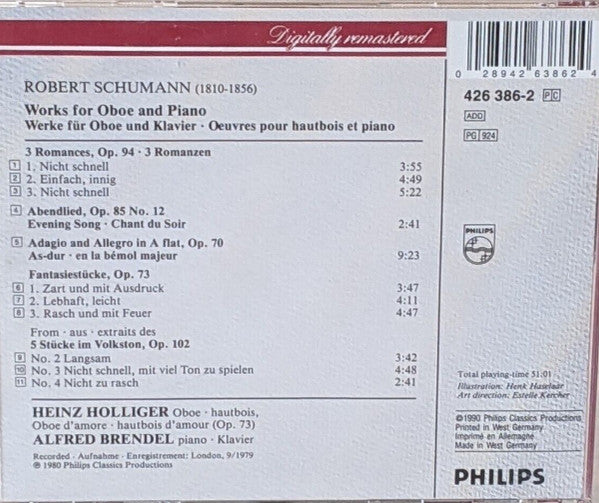 Digitally remastered
0 28942 63862 4
ROBERT SCHUMANN (1810-1856)
426 386-2 PC
Works for Oboe and Piano
ADD
Werke für Oboe und Klavier · Oeuvres pour hautbois et piano
PG 924
3 Romances, Op. 94 · 3 Romanzen
1 1. Nicht schnell 3:55
2 2. Einfach, innig 4:49
3 3. Nicht schnell 5:22
4 Abendlied, Op. 85 No. 12
Evening Song · Chant du Soir 2:41
5 Adagio and Allegro in A flat, Op. 70
As-dur · en la bémol majeur 9:23
PHILIPS
Fantasiestücke, Op. 73
6 1. Zart und mit Ausdruck 3:47
7 2. Lebhaft, leicht 4:11
8 3. Rasch und mit Feuer 4:47
From · aus · extraits des
5 Stücke im Volkston, Op. 102
9 No. 2 Langsam 3:42
10 No. 3 Nicht schnell, mit viel Ton zu spielen 4:48
11 No. 4 Nicht zu rasch 2:41
Total playing-time 51:01
Illustration: Henk Haselaar
Art direction: Estelle Kercher
HEINZ HOLLIGER Oboe · hautbois,
Oboe d'amore · hautbois d'amour (Op. 73)
ALFRED BRENDEL piano · Klavier
Recorded · Aufnahme · Enregistrement: London, 9/1979
℗ 1980 Philips Classics Productions
©1990 Philips Classics Productions
Printed in West Germany
Imprimé en Allemagne
Made in West Germany
PHILIPS